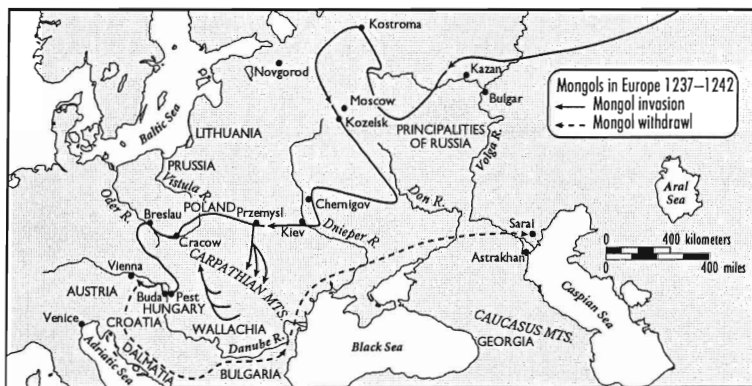 Kostroma
Novgorod
Kazan
Mongols in Europe 1237–1242
Mongol invasion
Mongol withdrawl
Moscow
Bulgar
Kozelsk
Baltic Sea
LITHUANIA
PRINCIPALITIES
OF RUSSIA
Volga R.
PRUSSIA
Vistula R.
Aral
Sea
Oder R.
Breslau
POLAND
Przemysl
Chernigov
Don R.
Kiev
Dnieper R.
Sarai
0 400 kilometers
0 400 miles
Cracow
Astrakhan
Vienna
CARPATHIAN MTS.
AUSTRIA
Buda
Pest
HUNGARY
Venice
CROATIA
WALLACHIA
Caspian Sea
CAUCASUS MTS.
GEORGIA
Danube R.
Black Sea
Adriatic Sea
DALMATIA
BULGARIA